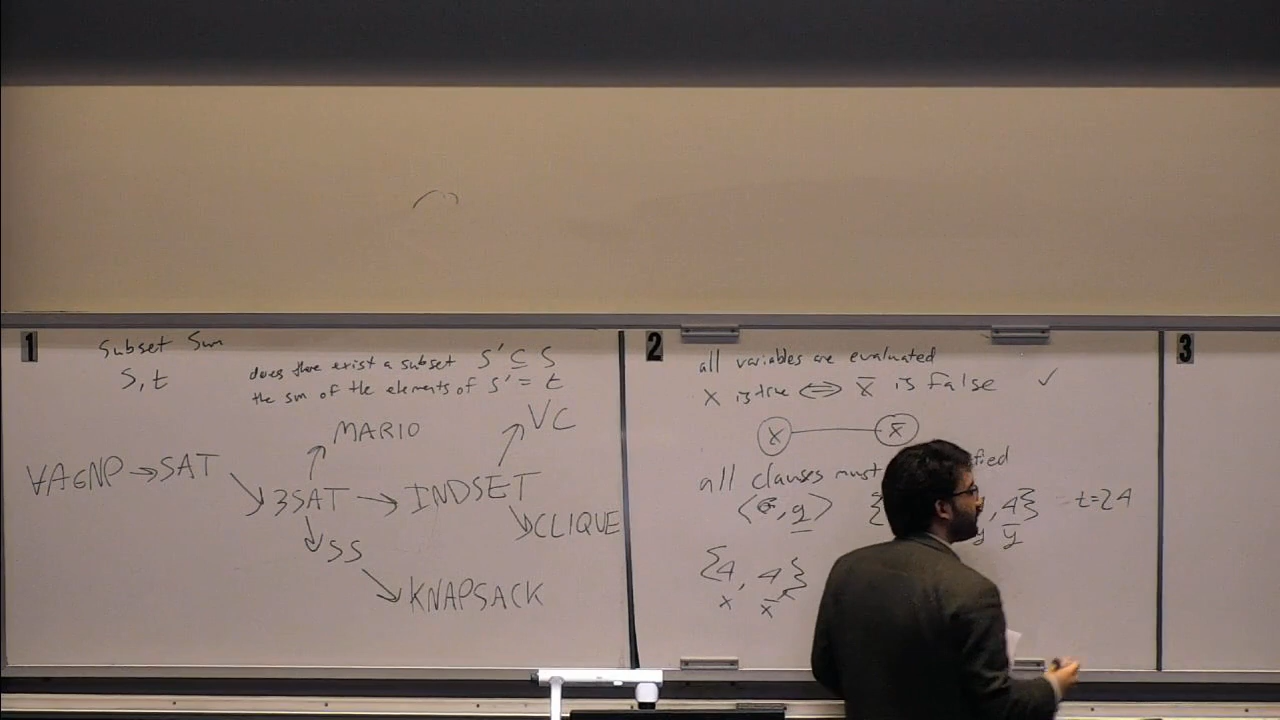 1
Subset Sum
S, t
does there exist a subset S' ⊆ S
the sum of the elements of S' = t
MARIO
VC
∀A∈NP → SAT
3SAT → INDSET
CLIQUE
SS
KNAPSACK
2
all variables are evaluated
X is true ⇔ X̄ is False ✓
X X̄
all clauses must
, 4} t=24
y ȳ
{4, 4}
x x̄
3